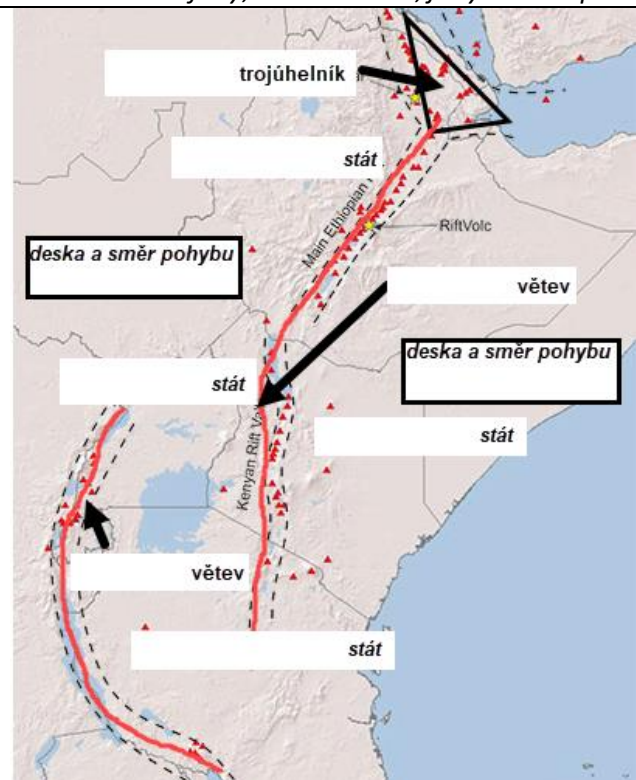 trojúhelník
stát
Main Ethiopian
RiftVolc
deska a směr pohybu
větev
deska a směr pohybu
stát
stát
Kenyan Rift
větev
stát